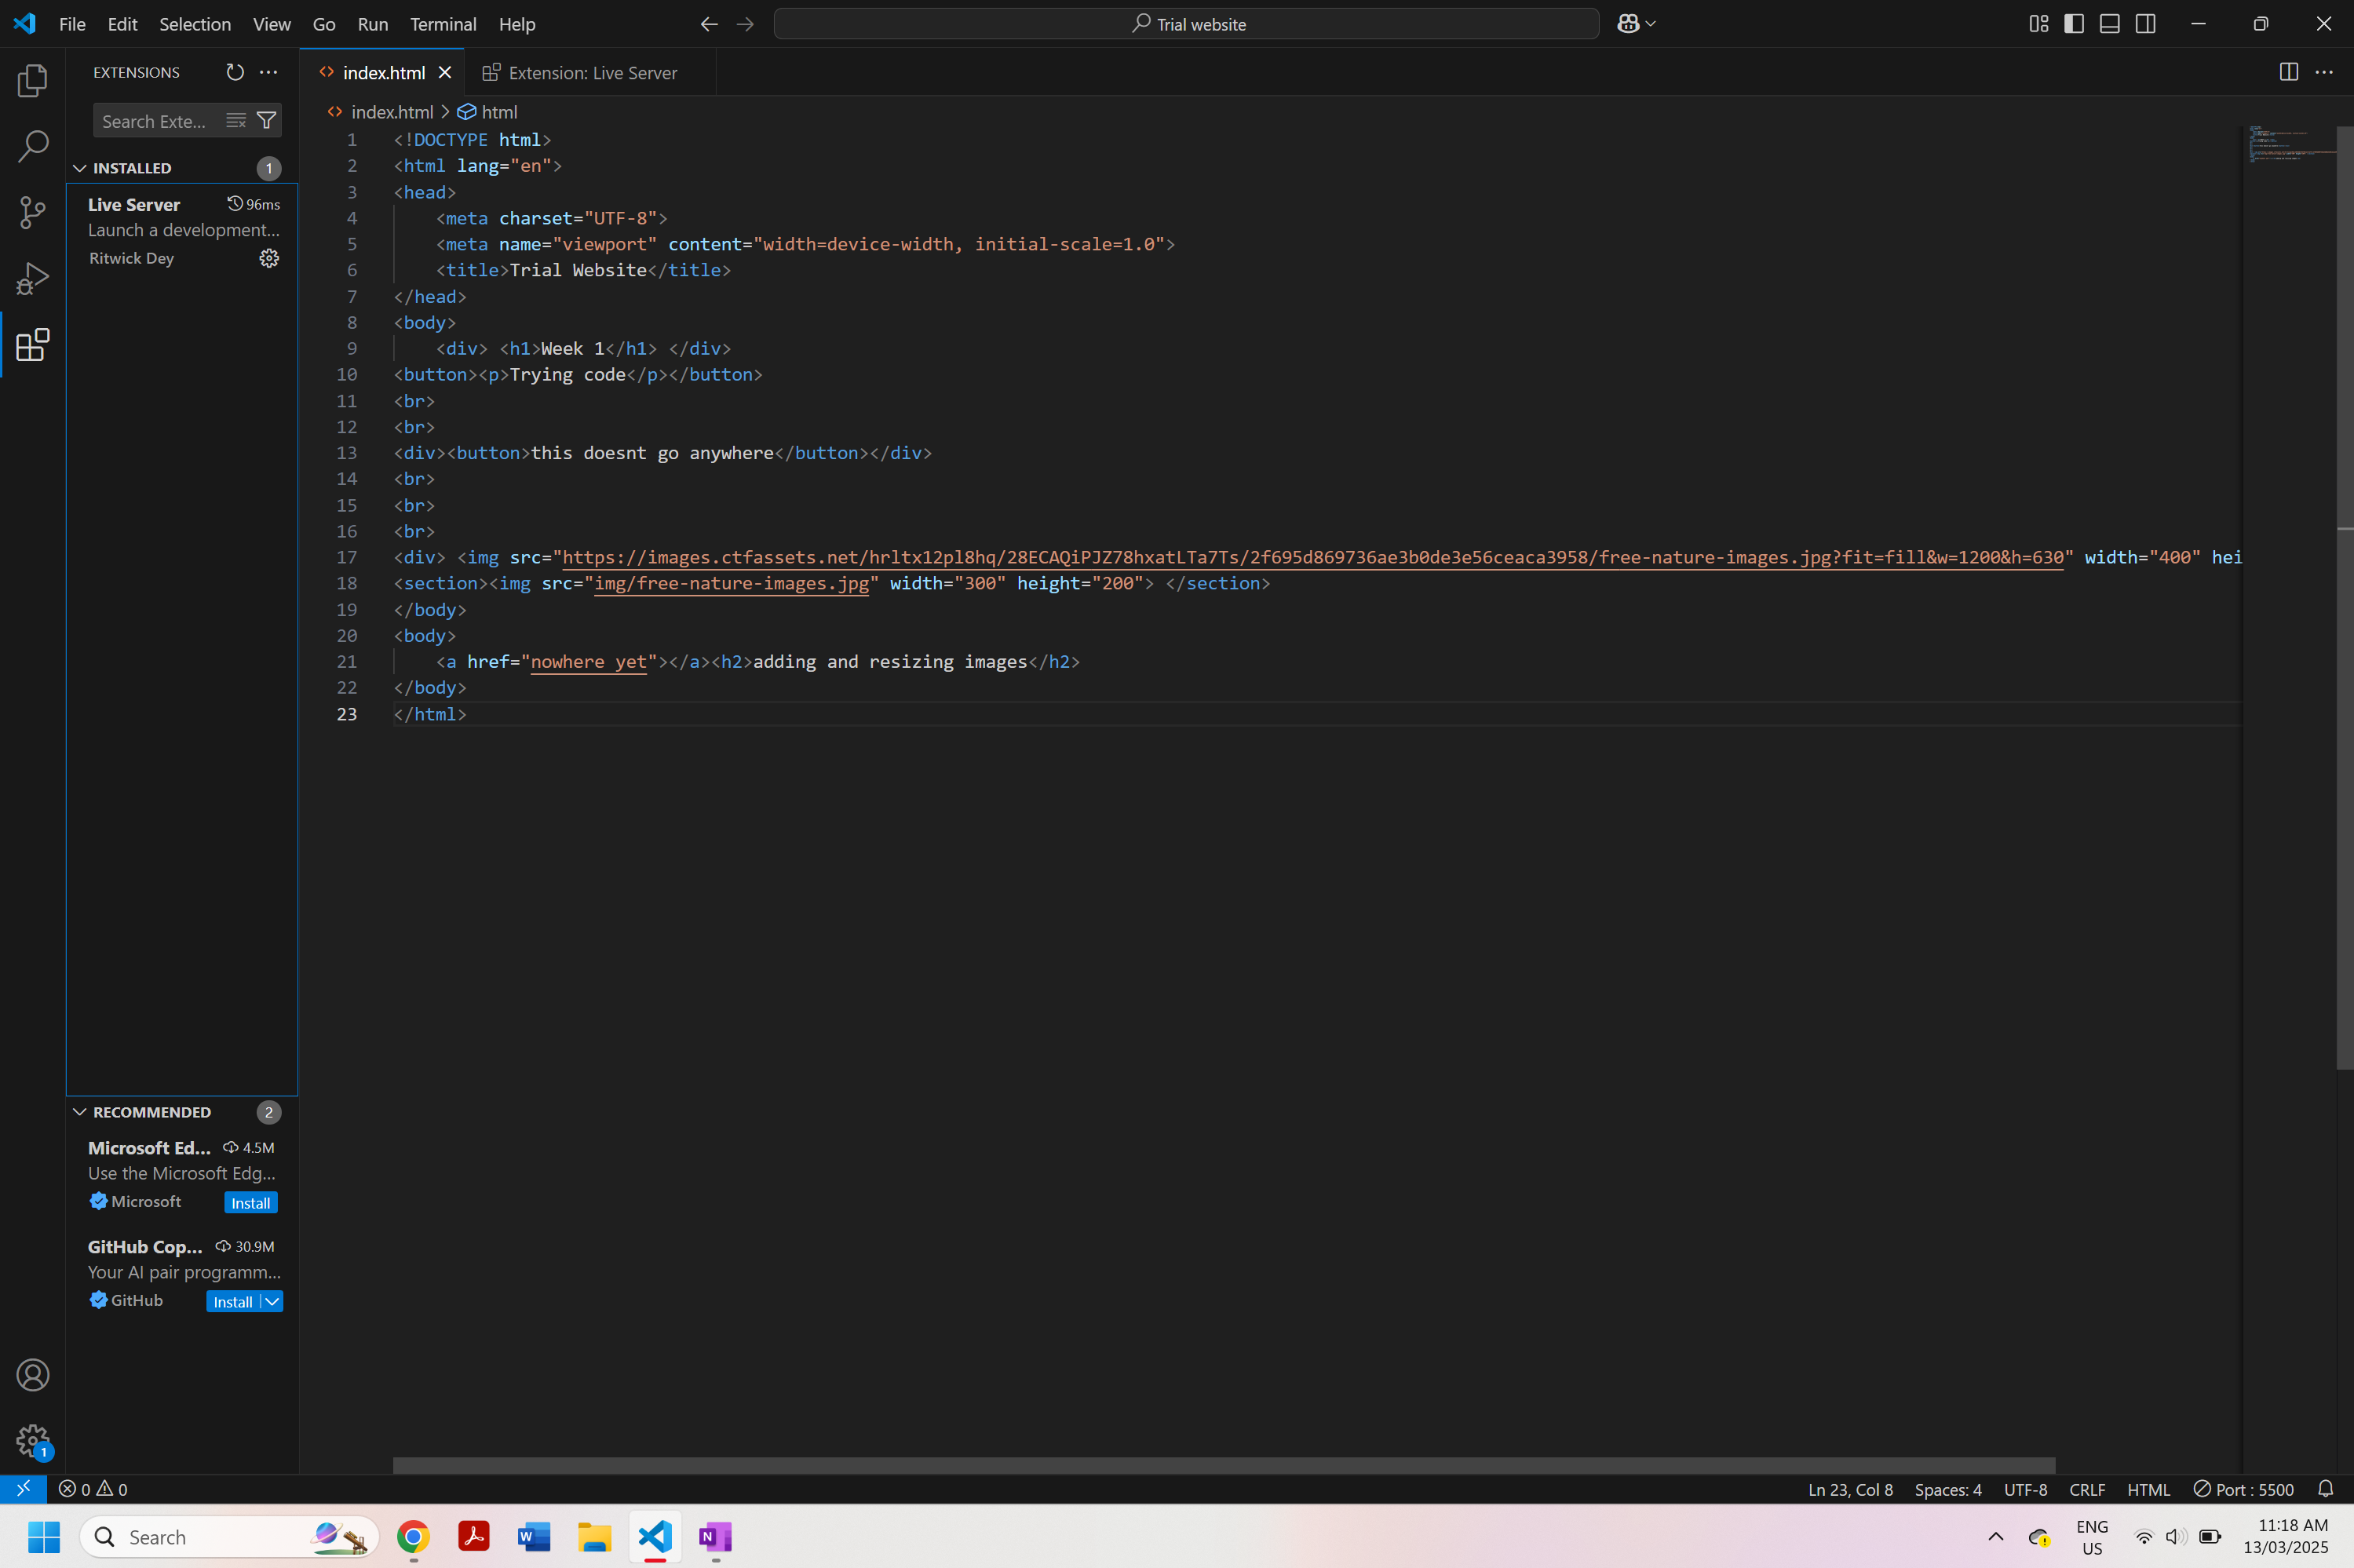 File Edit Selection View Go Run Terminal Help
Trial website
EXTENSIONS
Search Exte...
INSTALLED 1
Live Server 96ms
Launch a development...
Ritwick Dey
RECOMMENDED 2
Microsoft Ed... 4.5M
Use the Microsoft Edg...
Microsoft Install
GitHub Cop... 30.9M
Your AI pair programm...
GitHub Install
1
index.html Extension: Live Server
index.html > html
1 <!DOCTYPE html>
2 <html lang="en">
3 <head>
4 <meta charset="UTF-8">
5 <meta name="viewport" content="width=device-width, initial-scale=1.0">
6 <title>Trial Website</title>
7 </head>
8 <body>
9 <div> <h1>Week 1</h1> </div>
10 <button><p>Trying code</p></button>
11 <br>
12 <br>
13 <div><button>this doesnt go anywhere</button></div>
14 <br>
15 <br>
16 <br>
17 <div> <img src="https://images.ctfassets.net/hrltx12pl8hq/28ECAQiPJZ78hxatLTa7Ts/2f695d869736ae3b0de3e56ceaca3958/free-nature-images.jpg?fit=fill&w=1200&h=630" width="400" hei
18 <section><img src="img/free-nature-images.jpg" width="300" height="200"> </section>
19 </body>
20 <body>
21 <a href="nowhere yet"></a><h2>adding and resizing images</h2>
22 </body>
23 </html>
0 0 Ln 23, Col 8 Spaces: 4 UTF-8 CRLF HTML Port : 5500
Search
W
N
ENG
US
11:18 AM
13/03/2025